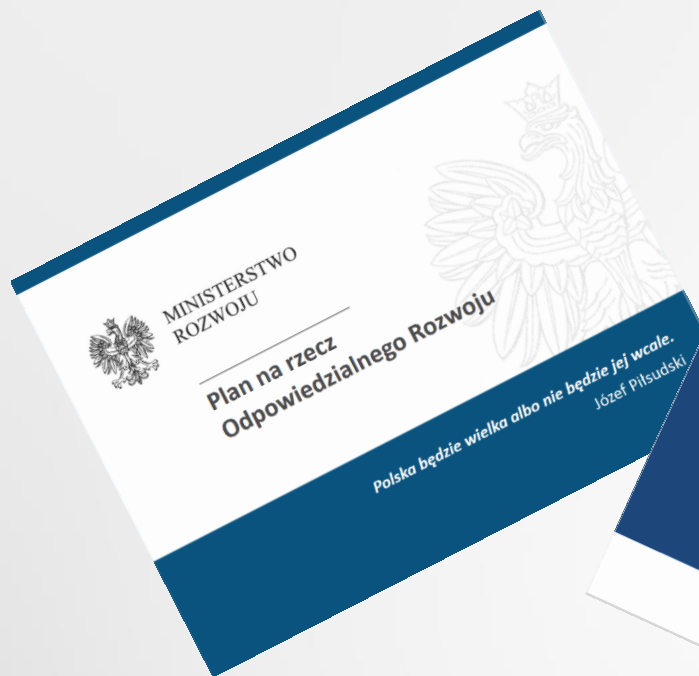 MINISTERSTWO
ROZWOJU
Plan na rzecz
Odpowiedzialnego Rozwoju
Polska będzie wielka albo nie będzie jej wcale.
Józef Piłsudski